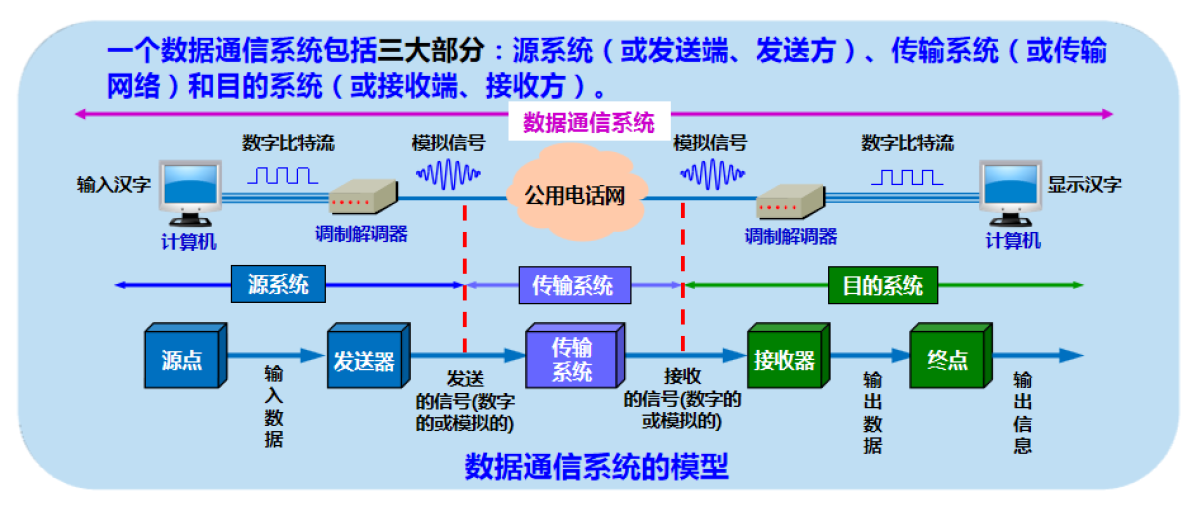 一个数据通信系统包括三大部分：源系统（或发送端、发送方）、传输系统（或传输
网络）和目的系统（或接收端、接收方）。
数据通信系统
数字比特流
模拟信号
模拟信号
数字比特流
输入汉字
公用电话网
显示汉字
计算机
调制解调器
调制解调器
计算机
源系统
传输系统
目的系统
源点
发送器
传输
系统
接收器
终点
输入数据
发送
的信号(数字
的或模拟的)
接收
的信号(数字的
或模拟的)
输出数据
输出信息
数据通信系统的模型